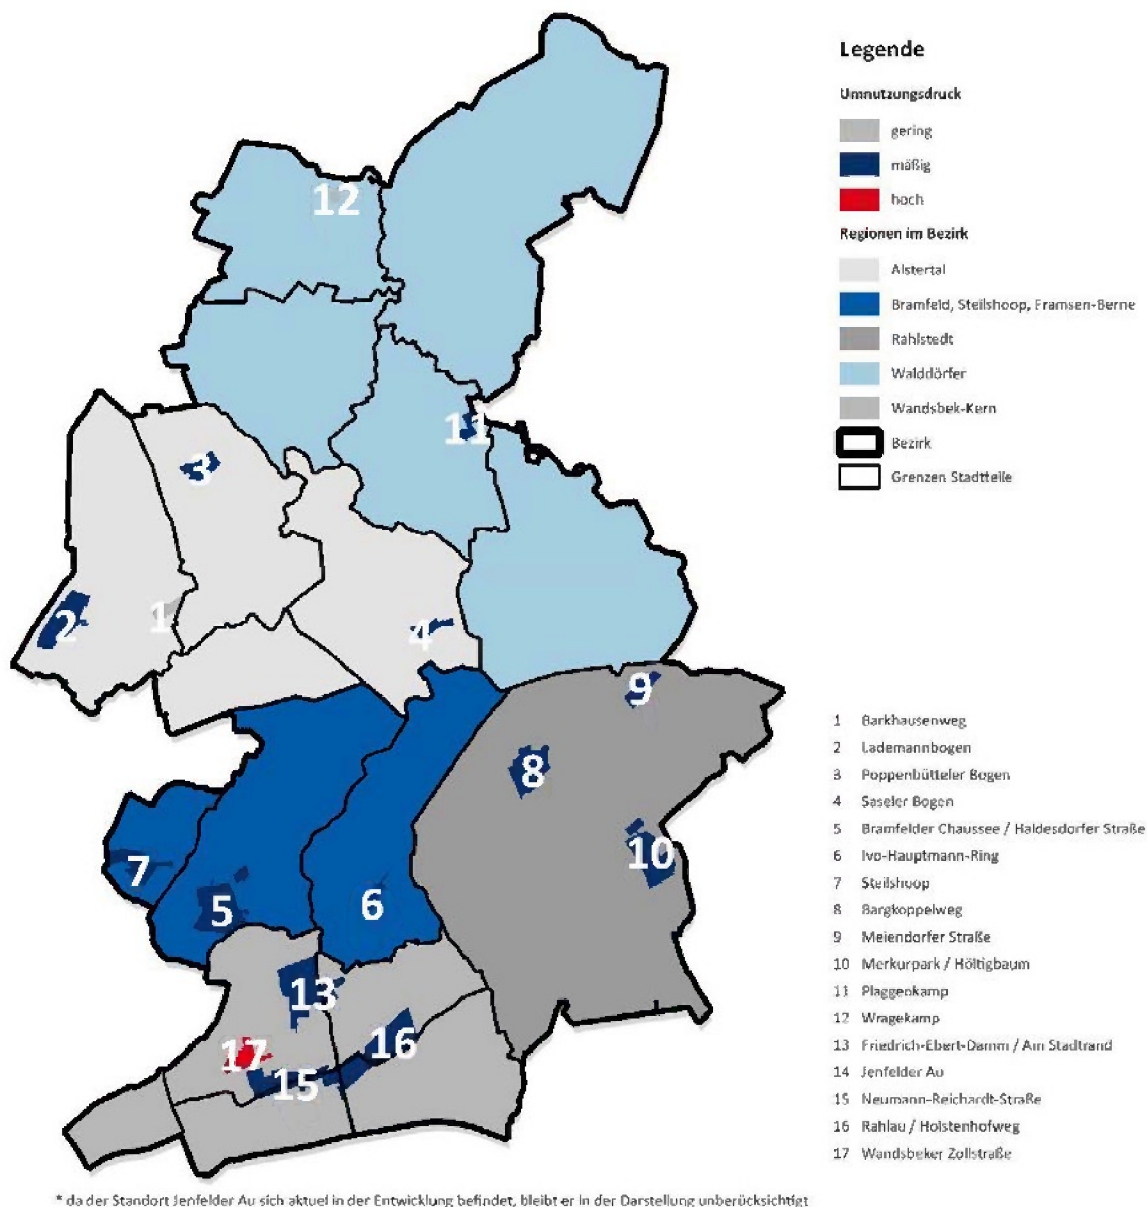 Legende
Umnutzungsdruck
gering
mäßig
hoch
Regionen im Bezirk
Alstertal
Bramfeld, Steilshoop, Framsen-Berne
Rahlstedt
Walddörfer
Wandsbek-Kern
Bezirk
Grenzen Stadtteile
12
11
3
1
2
4
9
8
7
10
5
6
13
16
17
15
1 Barkhausenweg
2 Lademannbogen
3 Poppenbütteler Bogen
4 Saseler Bogen
5 Bramfelder Chaussee / Haldesdorfer Straße
6 Ivo-Hauptmann-Ring
7 Steilshoop
8 Bargkoppelweg
9 Meiendorfer Straße
10 Merkurpark / Höltigbaum
11 Plaggenkamp
12 Wragekamp
13 Friedrich-Ebert-Damm / Am Stadtrand
14 Jenfelder Au
15 Neumann-Reichardt-Straße
16 Rahlau / Holstenhofweg
17 Wandsbeker Zollstraße
* da der Standort Jenfelder Au sich aktuel in der Entwicklung befindet, bleibt er in der Darstellung unberücksichtigt